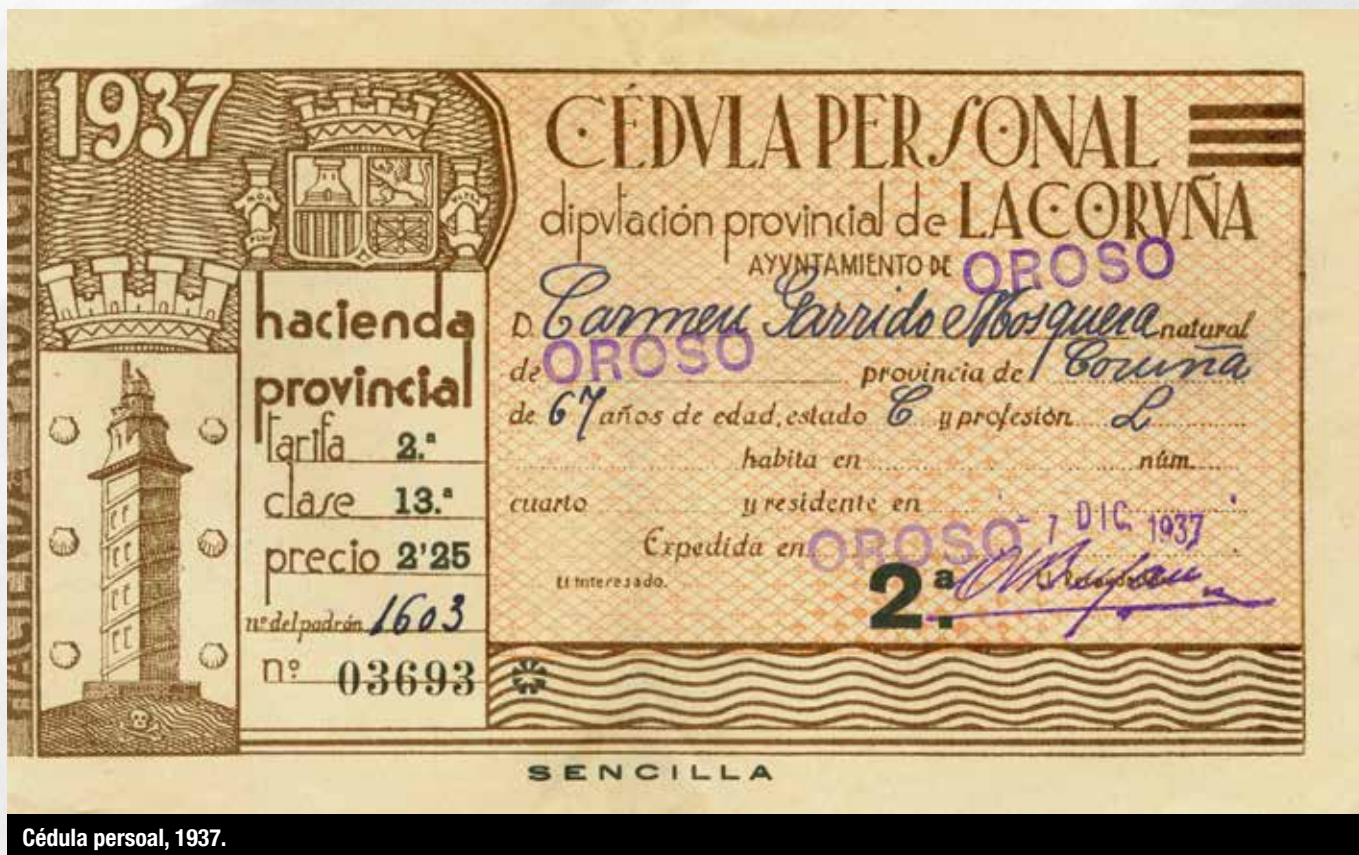 HACIENDA PROVINCIAL
1937
CÉDVLA PERSONAL
dipvtación provincial de LA CORVÑA
AYVNTAMIENTO DE OROSO
D. Carmen Garrido Mosquera natural
de OROSO provincia de Coruña
de 67 años de edad, estado C y profesión L
habita en núm.
cuarto y residente en
Expedida en OROSO - 7 DIC. 1937
El interesado.
2.ª
hacienda
provincial
tarifa 2.ª
clase 13.ª
precio 2'25
nº del padrón 1603
nº 03693
SENCILLA
Cédula persoal, 1937.